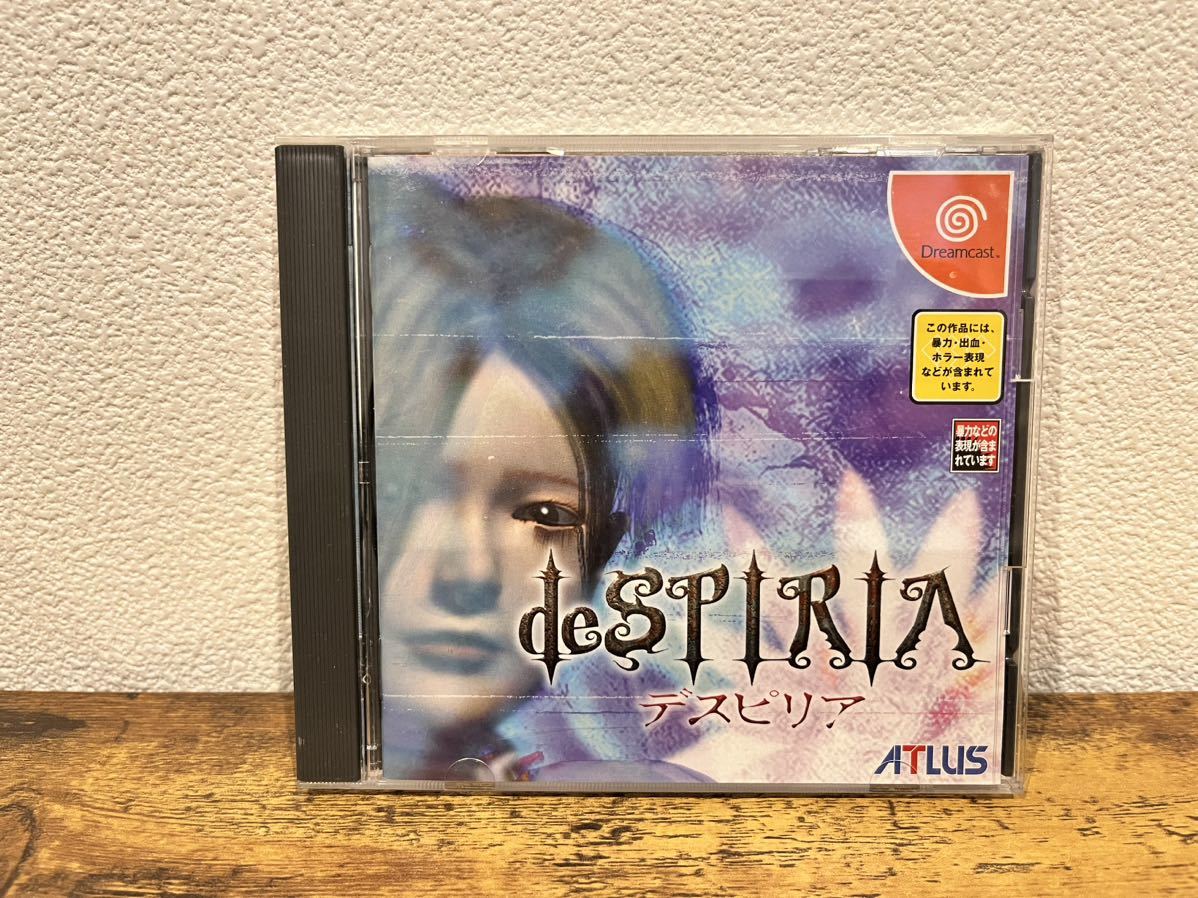 Dreamcast™
この作品には、
暴力・出血・
ホラー表現
などが含まれて
います。
暴力などの
表現が含ま
れています
deSPIRIA
デスピリア
ATLUS